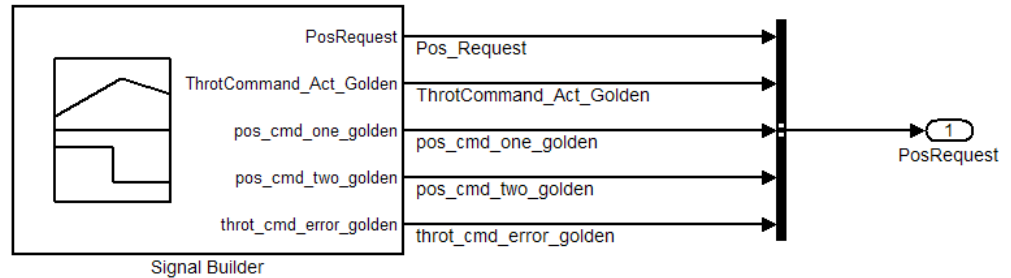 PosRequest
Pos_Request
ThrotCommand_Act_Golden
ThrotCommand_Act_Golden
pos_cmd_one_golden
pos_cmd_one_golden
1
PosRequest
pos_cmd_two_golden
pos_cmd_two_golden
throt_cmd_error_golden
throt_cmd_error_golden
Signal Builder